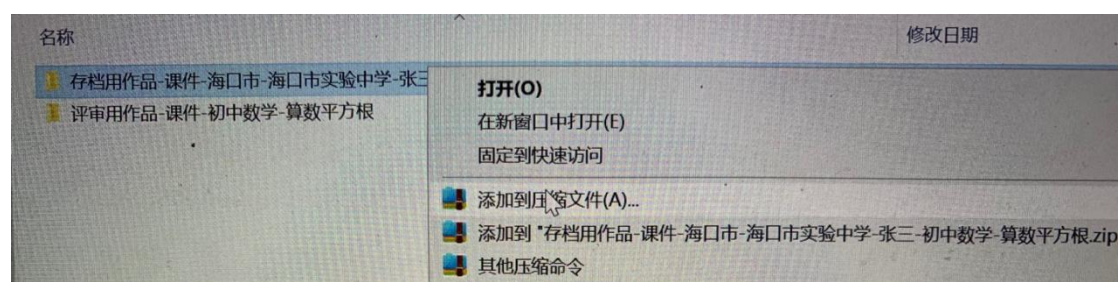 名称
修改日期
存档用作品-课件-海口市-海口市实验中学-张三
评审用作品-课件-初中数学-算数平方根
打开(O)
在新窗口中打开(E)
固定到快速访问
添加到压缩文件(A)...
添加到 "存档用作品-课件-海口市-海口市实验中学-张三-初中数学-算数平方根.zip
其他压缩命令